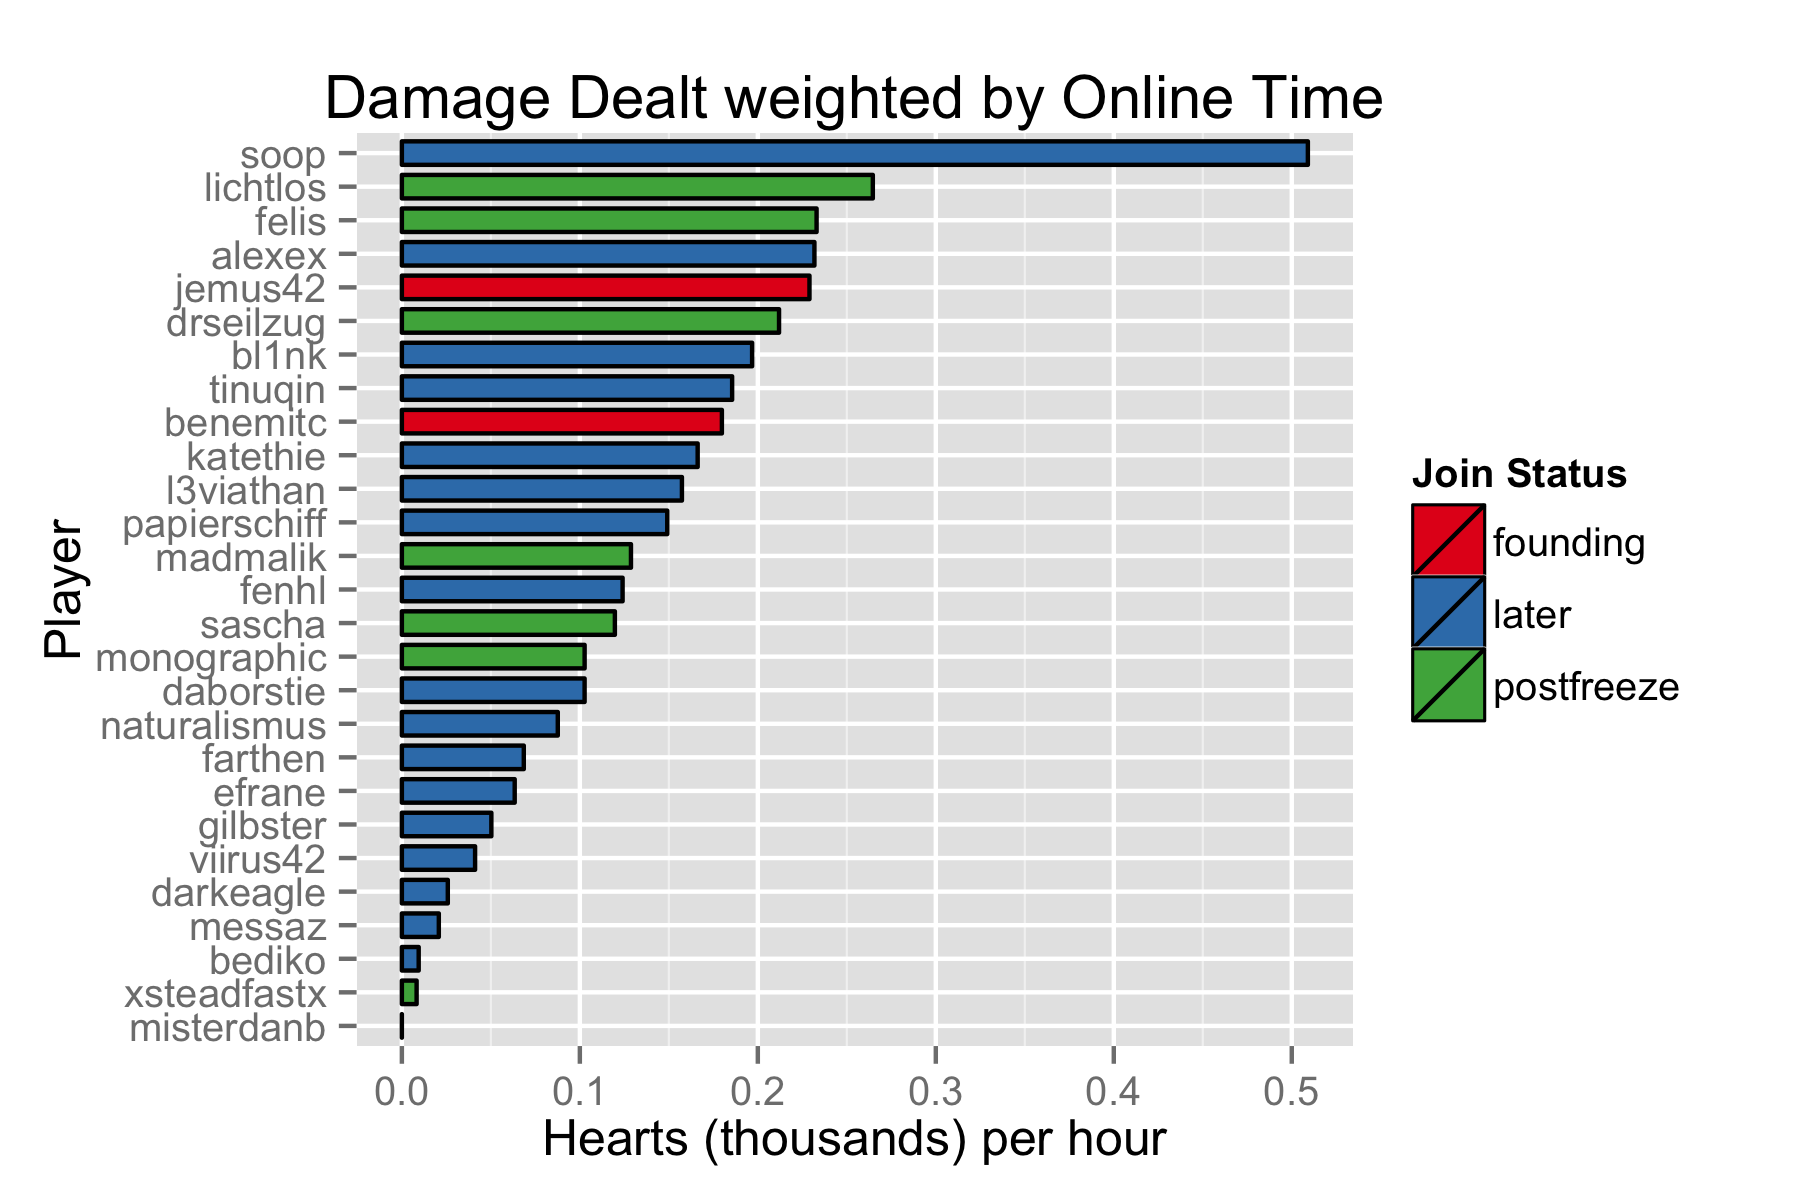 Damage Dealt weighted by Online Time
soop
lichtlos
felis
alexex
jemus42
drseilzug
bl1nk
tinuqin
benemitc
katethie
l3viathan
papierschiff
madmalik
fenhl
sascha
monographic
daborstie
naturalismus
farthen
efrane
gilbster
viirus42
darkeagle
messaz
bediko
xsteadfastx
misterdanb
Player
0.0 0.1 0.2 0.3 0.4 0.5
Hearts (thousands) per hour
Join Status
founding
later
postfreeze